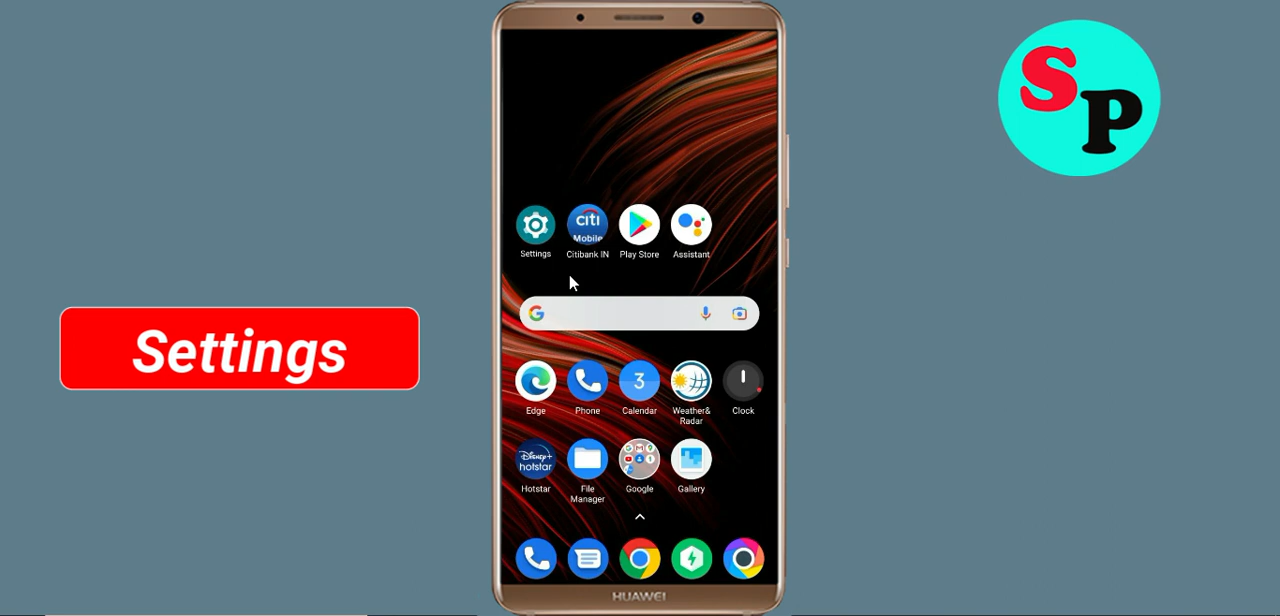 S
P
Settings
citi
Mobile
Settings Citibank IN Play Store Assistant
G
3
Edge Phone Calendar Weather& Radar Clock
Disney+
hotstar
Hotstar File Manager Google Gallery
HUAWEI